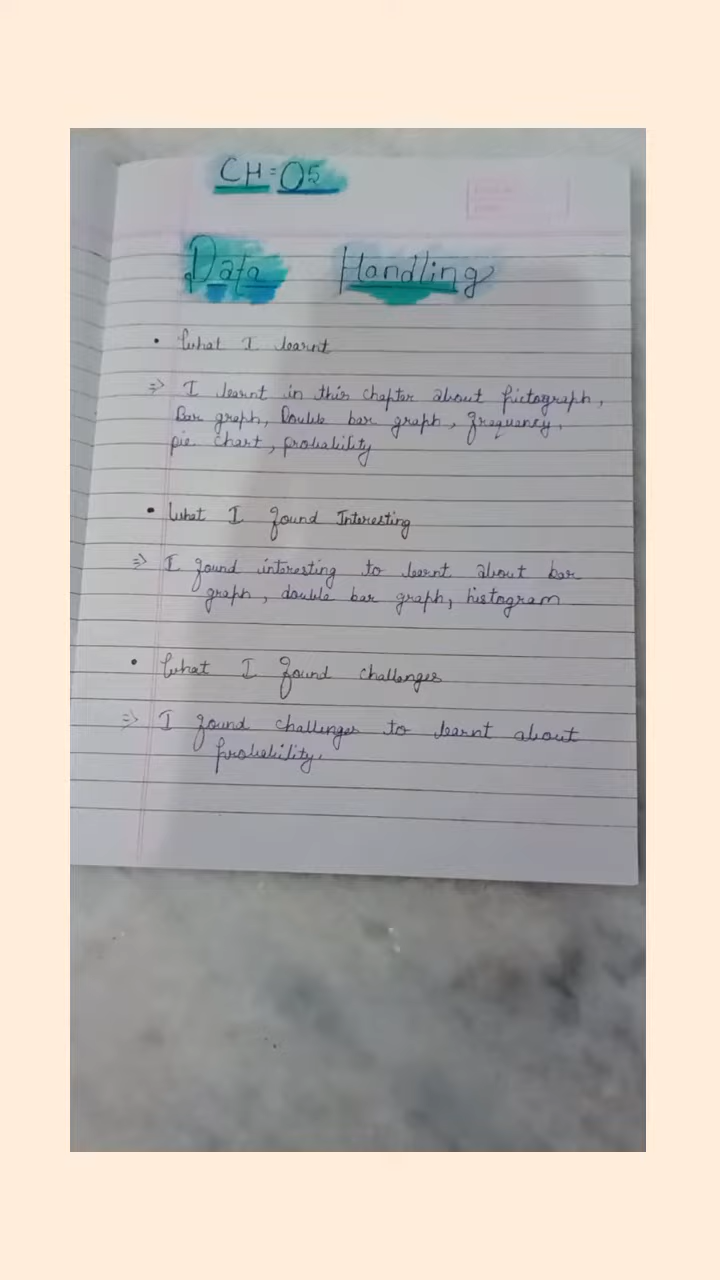 CH=05
Data Handling
• What I learnt
⇒ I learnt in this chapter about pictograph,
Bar graph, Double bar graph, frequency,
pie chart, probability
• What I found Interesting
⇒ I found interesting to learnt about bar
graph, double bar graph, histogram
• What I found challenges
⇒ I found challenges to learnt about
probability.